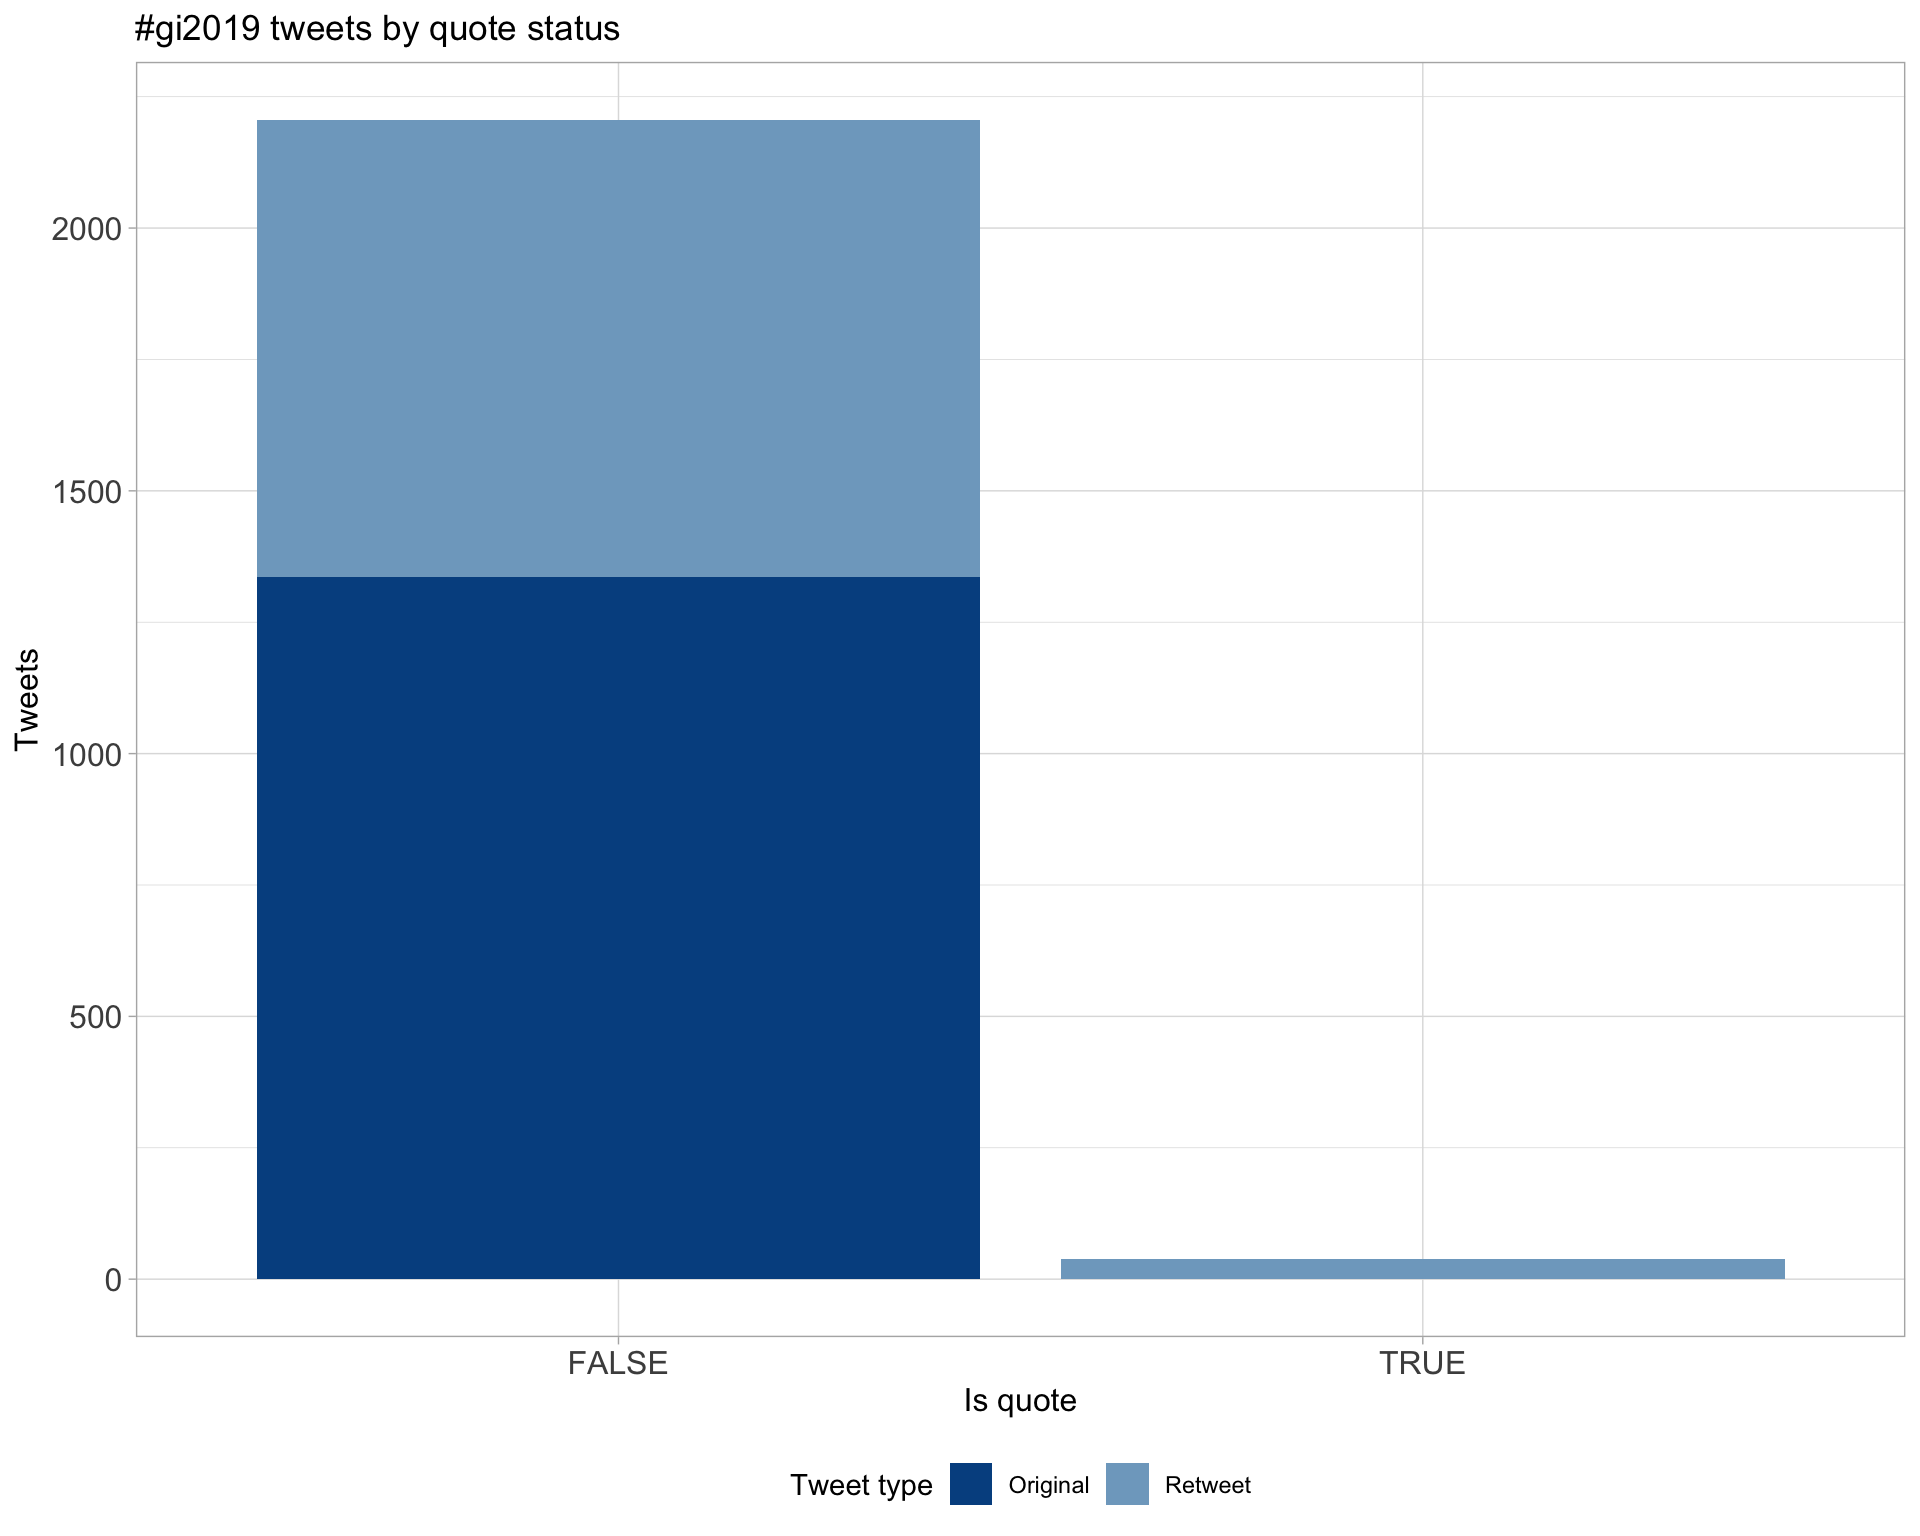 #gi2019 tweets by quote status
2000
1500
1000
500
0
Tweets
FALSE TRUE
Is quote
Tweet type Original Retweet